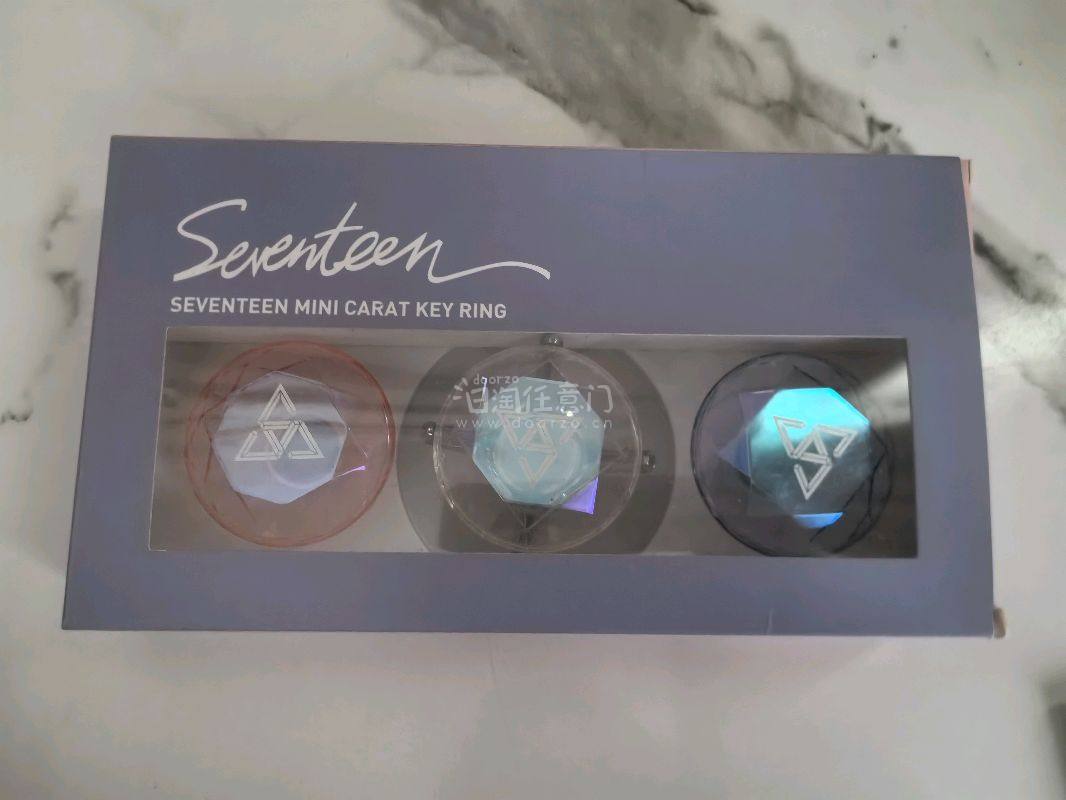 Seventeen
SEVENTEEN MINI CARAT KEY RING
doorzo
日淘任意门
www.doorzo.cn